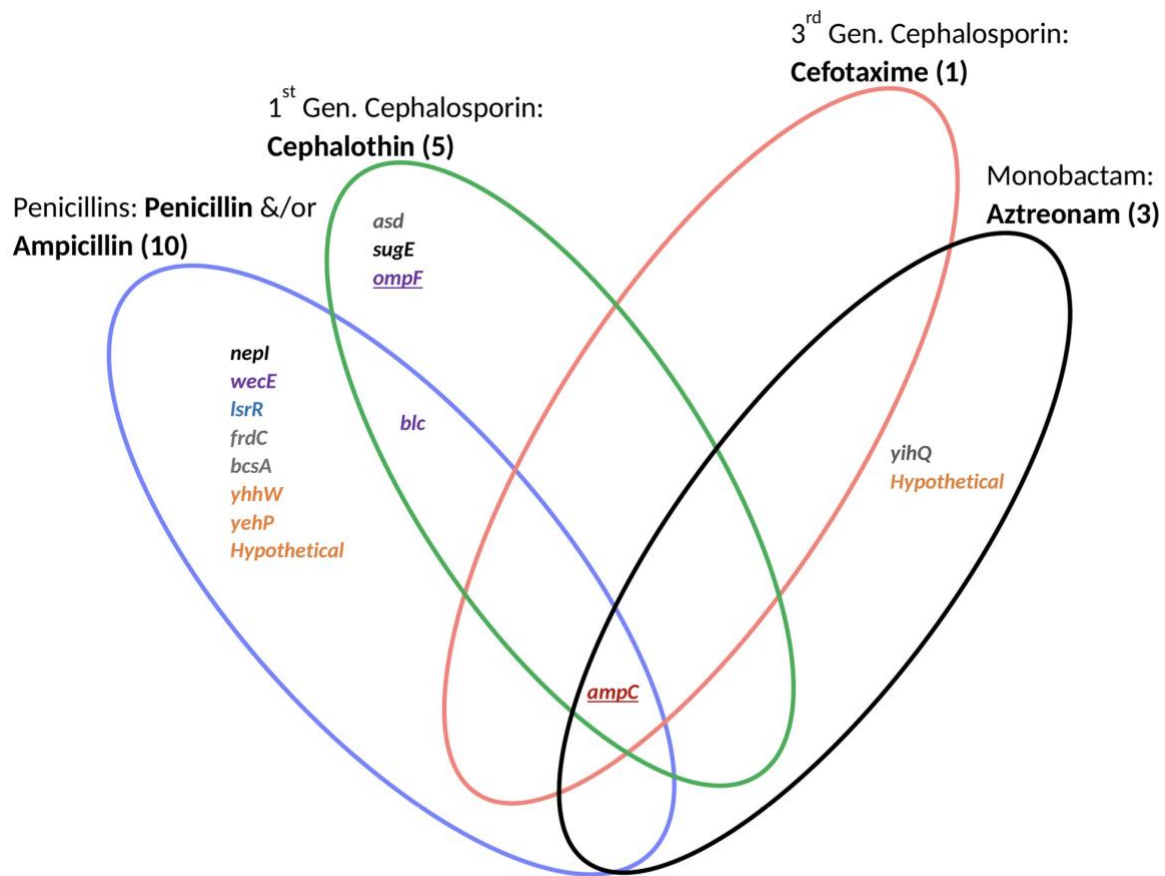 3rd Gen. Cephalosporin:
Cefotaxime (1)
1st Gen. Cephalosporin:
Cephalothin (5)
Monobactam:
Aztreonam (3)
Penicillins: Penicillin &/or
Ampicillin (10)
asd
sugE
ompF
nepI
wecE
lsrR
frdC
bcsA
yhhW
yehP
Hypothetical
blc
yihQ
Hypothetical
ampC